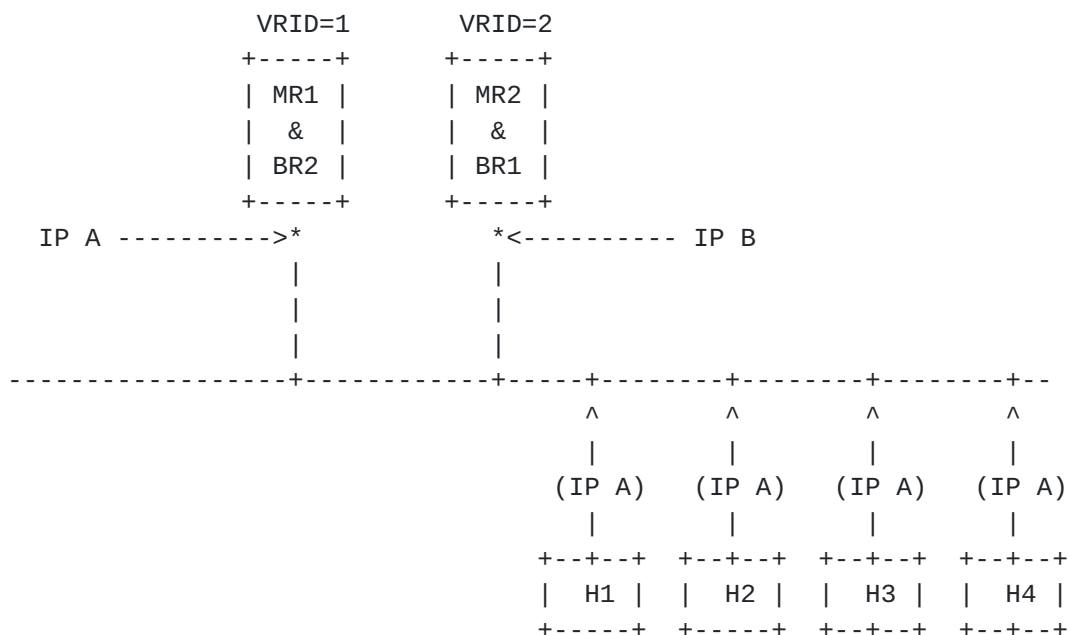 VRID=1 VRID=2
+-----+ +-----+
| MR1 | | MR2 |
| & | | & |
| BR2 | | BR1 |
+-----+ +-----+
IP A ---------->* *<---------- IP B
| |
| |
| |
------------------+------------+-----+--------+--------+--------+--
^ ^ ^ ^
| | | |
(IP A) (IP A) (IP A) (IP A)
| | | |
+--+--+ +--+--+ +--+--+ +--+--+
| H1 | | H2 | | H3 | | H4 |
+-----+ +-----+ +--+--+ +--+--+